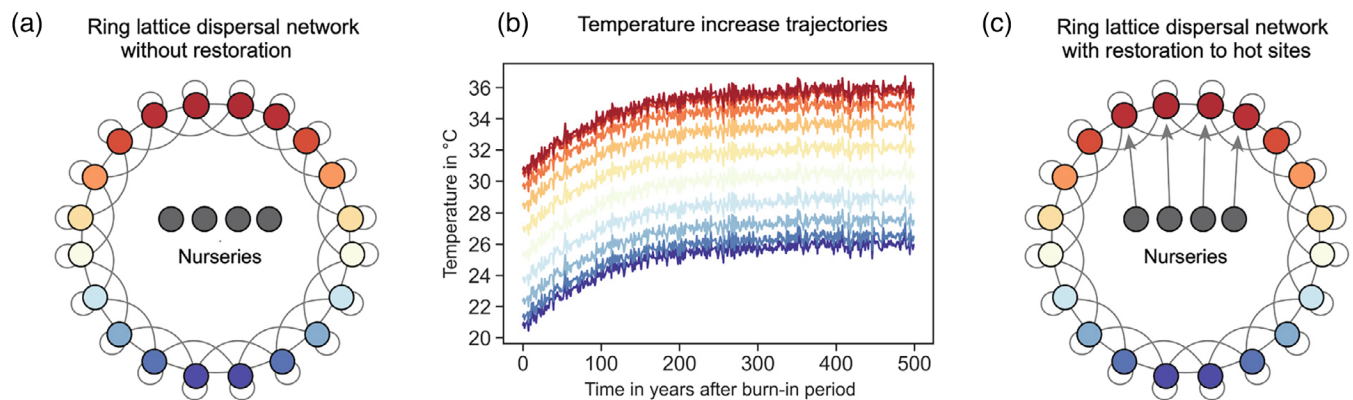 (a)
Ring lattice dispersal network
without restoration
Nurseries
(b)
Temperature increase trajectories
Temperature in °C
36
34
32
30
28
26
24
22
20
0
100
200
300
400
500
Time in years after burn-in period
(c)
Ring lattice dispersal network
with restoration to hot sites
Nurseries